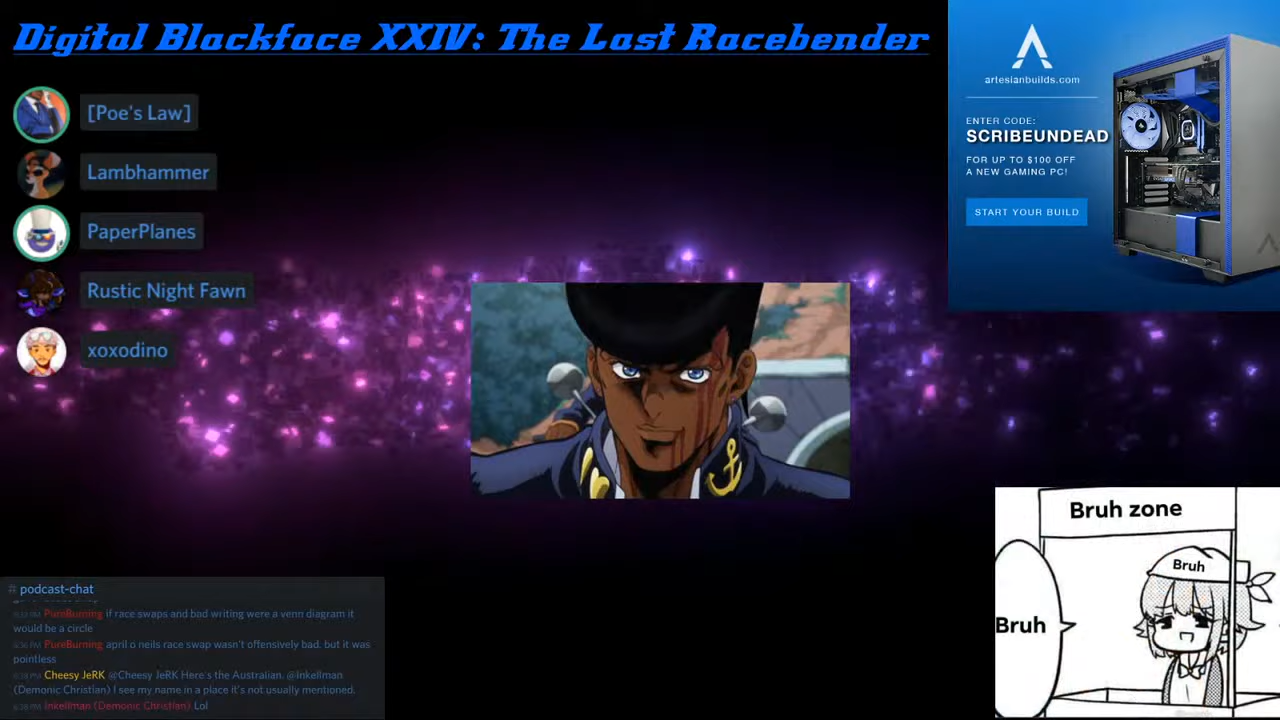 Digital Blackface XXIV: The Last Racebender
[Poe's Law]
Lambhammer
PaperPlanes
Rustic Night Fawn
xoxodino
artesianbuilds.com
ENTER CODE:
SCRIBEUNDEAD
FOR UP TO $100 OFF
A NEW GAMING PC!
START YOUR BUILD
Bruh zone
Bruh
Bruh
# podcast-chat
PureBurning if race swaps and bad writing were a venn diagram it
would be a circle
PureBurning april o neils race swap wasn't offensively bad. but it was
pointless
Cheesy JeRK @Cheesy JeRK Here's the Australian. @Inkellman
(Demonic Christian) I see my name in a place it's not usually mentioned.
Inkellman (Demonic Christian) Lol